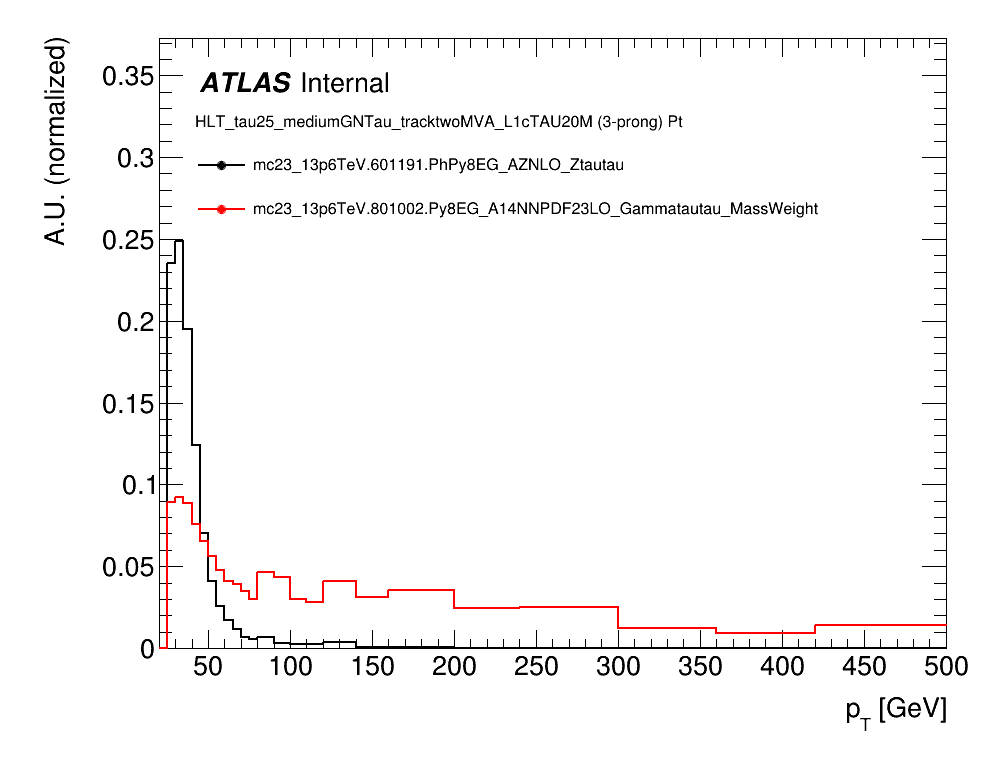 A.U. (normalized)
ATLAS Internal
HLT_tau25_mediumGNTau_tracktwoMVA_L1cTAU20M (3-prong) Pt
mc23_13p6TeV.601191.PhPy8EG_AZNLO_Ztautau
mc23_13p6TeV.801002.Py8EG_A14NNPDF23LO_Gammatautau_MassWeight
0.35
0.3
0.25
0.2
0.15
0.1
0.05
0
50 100 150 200 250 300 350 400 450 500
p_T [GeV]